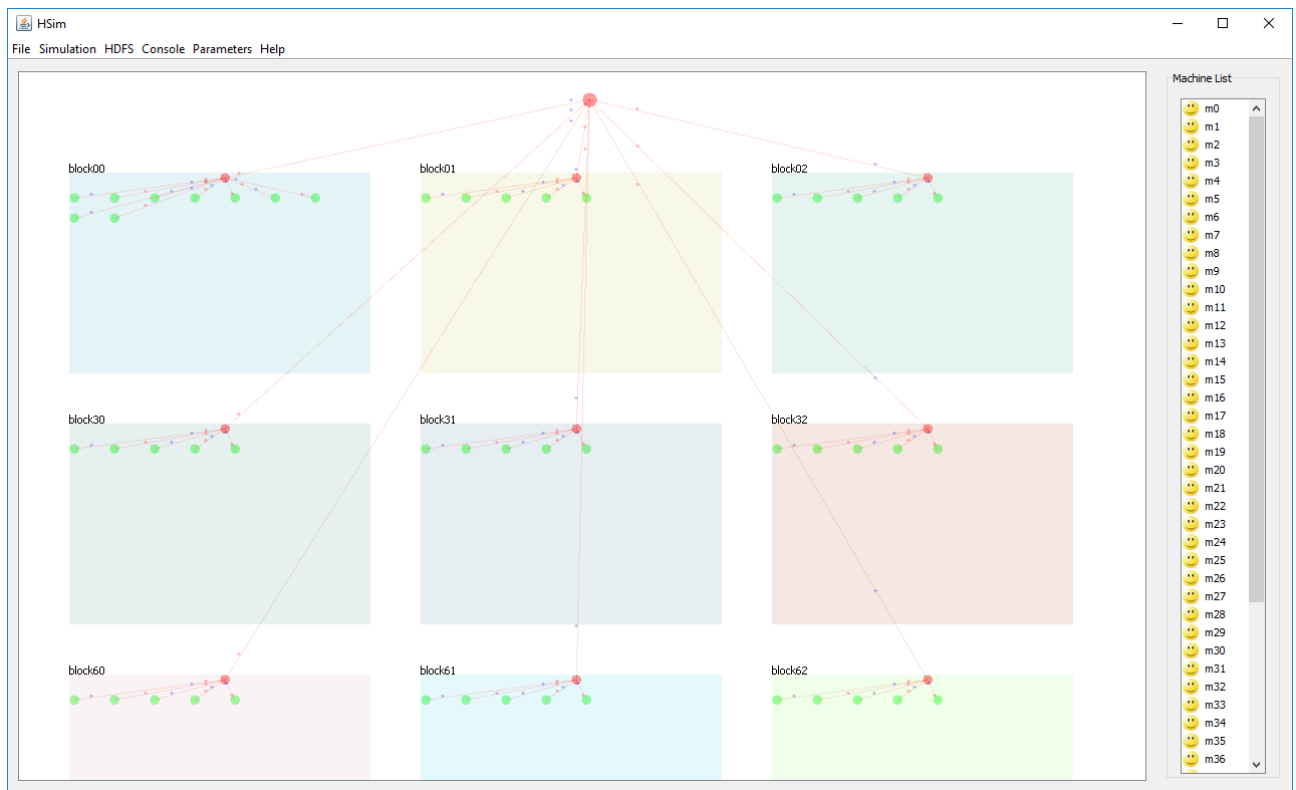 HSim
File Simulation HDFS Console Parameters Help
Machine List
block00
block01
block02
block30
block31
block32
block60
block61
block62
m0
m1
m2
m3
m4
m5
m6
m7
m8
m9
m10
m11
m12
m13
m14
m15
m16
m17
m18
m19
m20
m21
m22
m23
m24
m25
m26
m27
m28
m29
m30
m31
m32
m33
m34
m35
m36